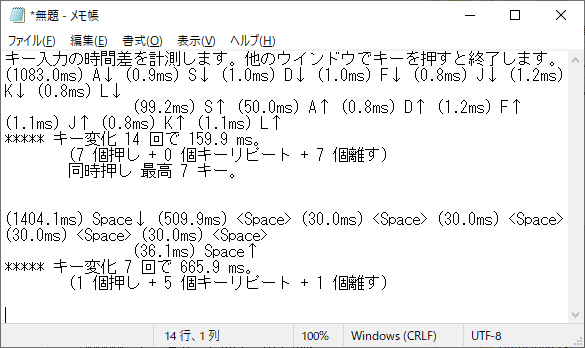 *無題 - メモ帳
ファイル(F) 編集(E) 書式(O) 表示(V) ヘルプ(H)
キー入力の時間差を計測します。他のウインドウでキーを押すと終了します。
(1083.0ms) A↓ (0.9ms) S↓ (1.0ms) D↓ (1.0ms) F↓ (0.8ms) J↓ (1.2ms)
K↓ (0.8ms) L↓
(99.2ms) S↑ (50.0ms) A↑ (0.8ms) D↑ (1.2ms) F↑
(1.1ms) J↑ (0.8ms) K↑ (1.1ms) L↑
***** キー変化 14 回で 159.9 ms。
(7 個押し + 0 個キーリピート + 7 個離す)
同時押し 最高 7 キー。
(1404.1ms) Space↓ (509.9ms) <Space> (30.0ms) <Space> (30.0ms) <Space>
(30.0ms) <Space> (30.0ms) <Space>
(36.1ms) Space↑
***** キー変化 7 回で 665.9 ms。
(1 個押し + 5 個キーリピート + 1 個離す)
14 行、1 列 100% Windows (CRLF) UTF-8